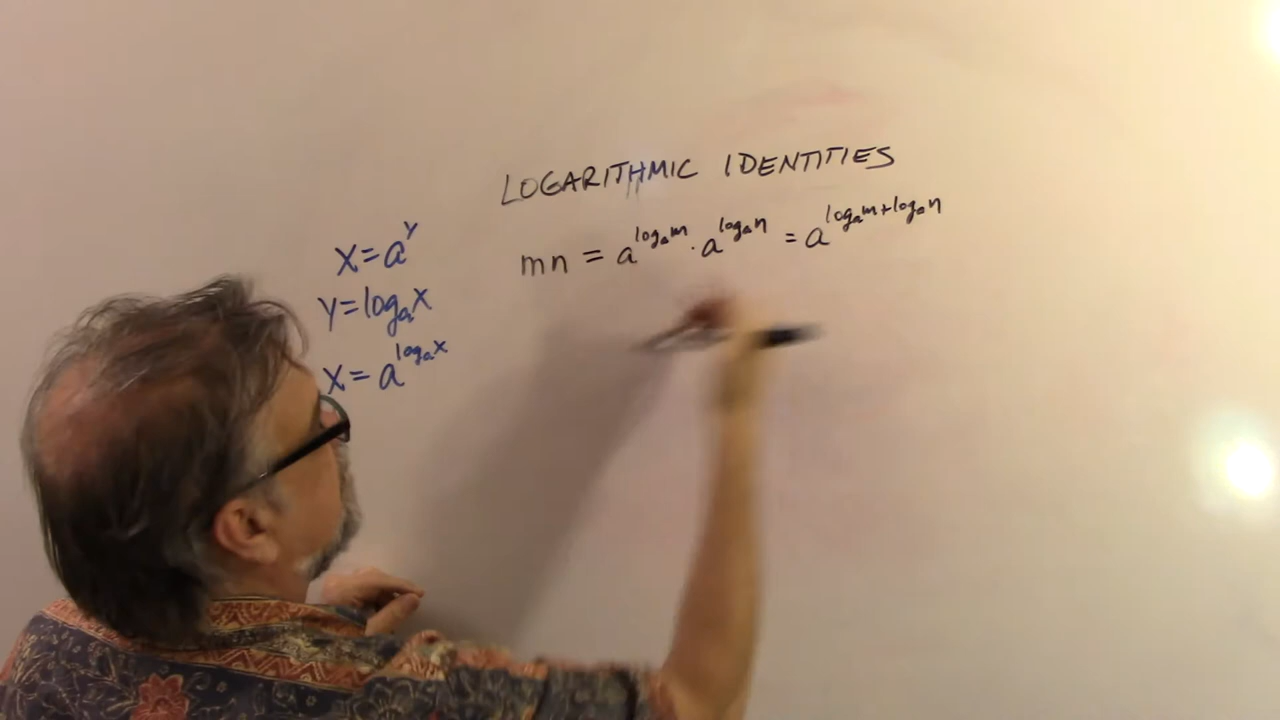 LOGARITHMIC IDENTITIES
x = a^y
y = log_a x
x = a^{log_a x}
mn = a^{log_a m} · a^{log_a n} = a^{log_a m + log_a n}